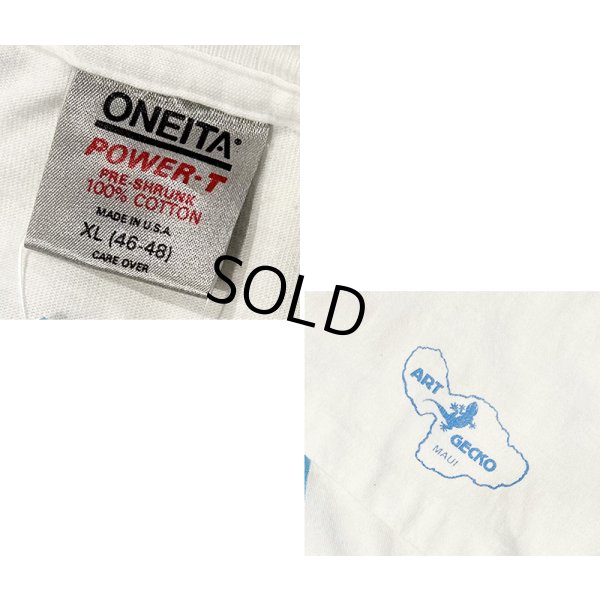 ONEITA
POWER-T
PRE-SHRUNK
100% COTTON
MADE IN U.S.A.
XL (46-48)
CARE OVER
SOLD
ART
GECKO
MAUI